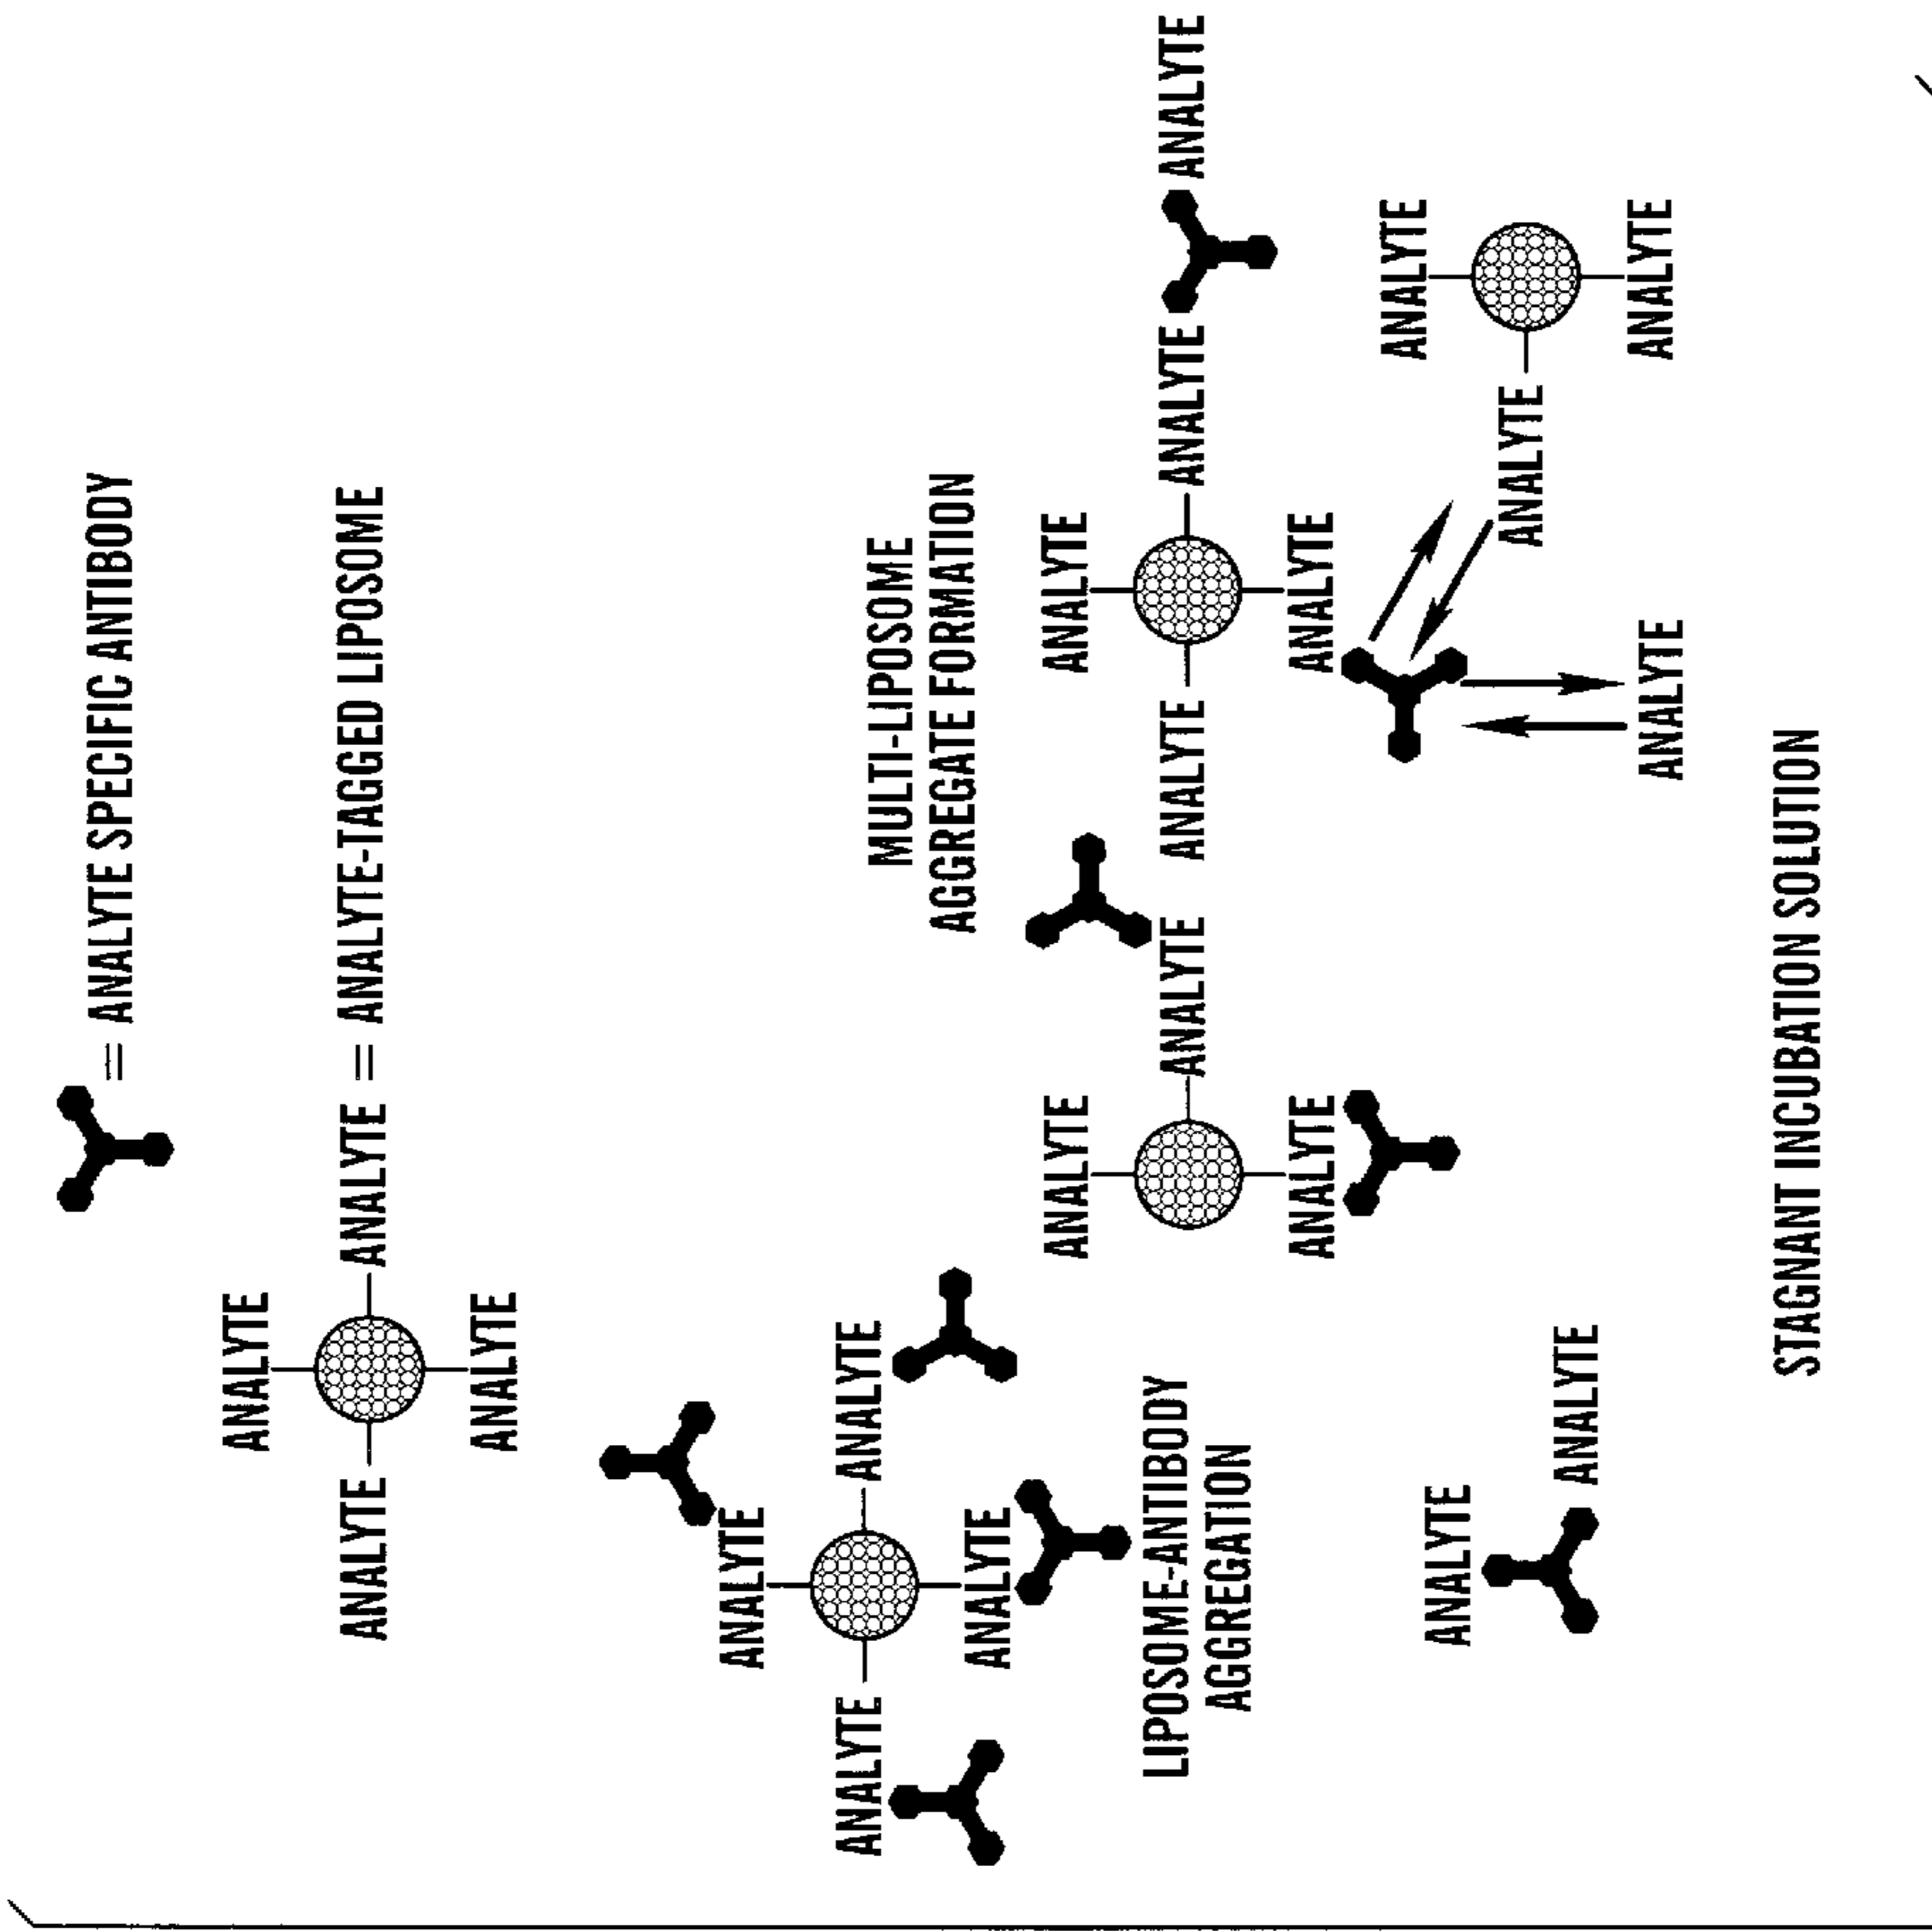 = ANALYTE SPECIFIC ANTIBODY
ANALYTE
ANALYTE ANALYTE = ANALYTE-TAGGED LIPOSOME
ANALYTE
ANALYTE
ANALYTE ANALYTE
ANALYTE
LIPOSOME-ANTIBODY
AGGREGATION
MULTI-LIPOSOME
AGGREGATE FORMATION
ANALYTE ANALYTE
ANALYTE ANALYTE ANALYTE ANALYTE
ANALYTE ANALYTE
ANALYTE
ANALYTE
ANALYTE
ANALYTE
ANALYTE
ANALYTE
STAGNANT INCUBATION SOLUTION